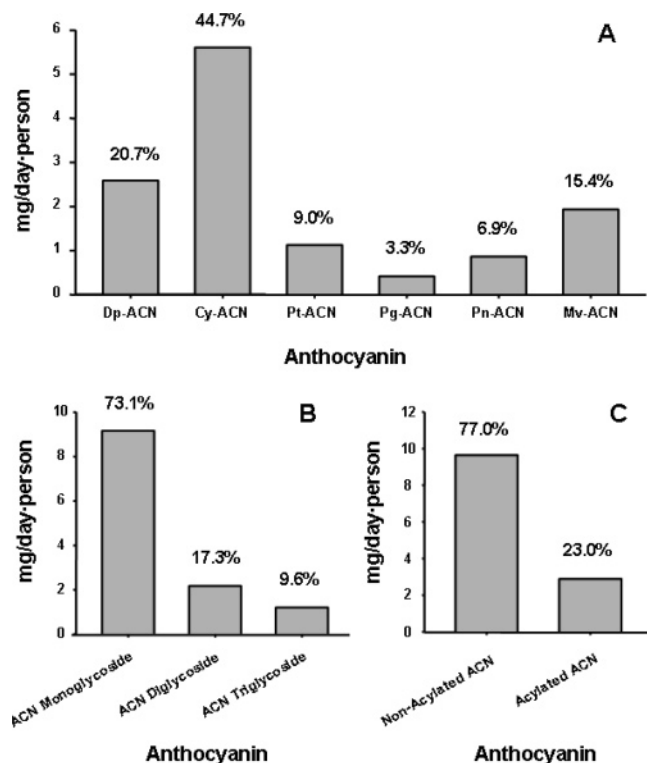 A
mg/day·person
6
5
4
3
2
1
0
20.7%
44.7%
9.0%
3.3%
6.9%
15.4%
Dp-ACN Cy-ACN Pt-ACN Pg-ACN Pn-ACN Mv-ACN
Anthocyanin
B
mg/day·person
10
8
6
4
2
0
73.1%
17.3%
9.6%
ACN Monoglycoside
ACN Diglycoside
ACN Triglycoside
Anthocyanin
C
mg/day·person
12
10
8
6
4
2
0
77.0%
23.0%
Non-Acylated ACN
Acylated ACN
Anthocyanin